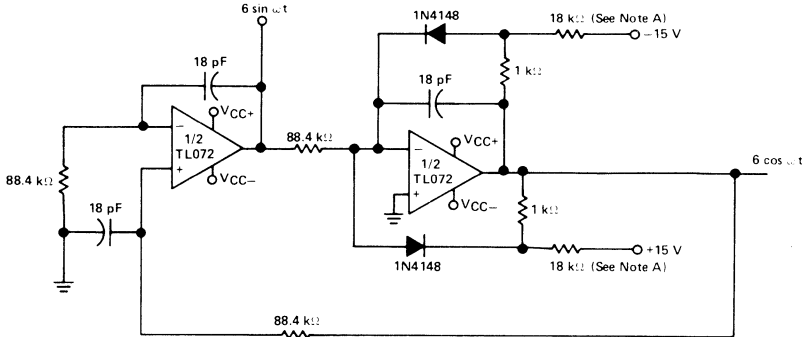 6 sin ωt
1N4148
18 kΩ (See Note A)
−15 V
18 pF
1 kΩ
18 pF
VCC+
−
1/2
TL072
+
VCC−
88.4 kΩ
−
1/2
TL072
+
VCC+
VCC−
6 cos ωt
88.4 kΩ
18 pF
1 kΩ
1N4148
+15 V
18 kΩ (See Note A)
88.4 kΩ